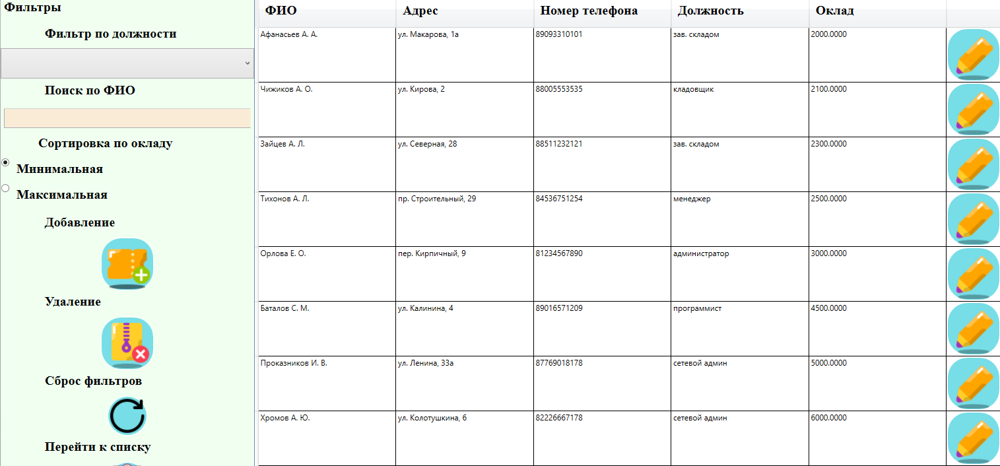 Фильтры
Фильтр по должности
Поиск по ФИО
Сортировка по окладу
Минимальная
Максимальная
Добавление
Удаление
Сброс фильтров
Перейти к списку
ФИО Адрес Номер телефона Должность Оклад
Афанасьев А. А. ул. Макарова, 1а 89093310101 зав. складом 2000.0000
Чижиков А. О. ул. Кирова, 2 88005553535 кладовщик 2100.0000
Зайцев А. Л. ул. Северная, 28 88511232121 зав. складом 2300.0000
Тихонов А. Л. пр. Строительный, 29 84536751254 менеджер 2500.0000
Орлова Е. О. пер. Кирпичный, 9 81234567890 администратор 3000.0000
Баталов С. М. ул. Калинина, 4 89016571209 программист 4500.0000
Проказников И. В. ул. Ленина, 33а 87769018178 сетевой админ 5000.0000
Хромов А. Ю. ул. Колотушкина, 6 82226667178 сетевой админ 6000.0000